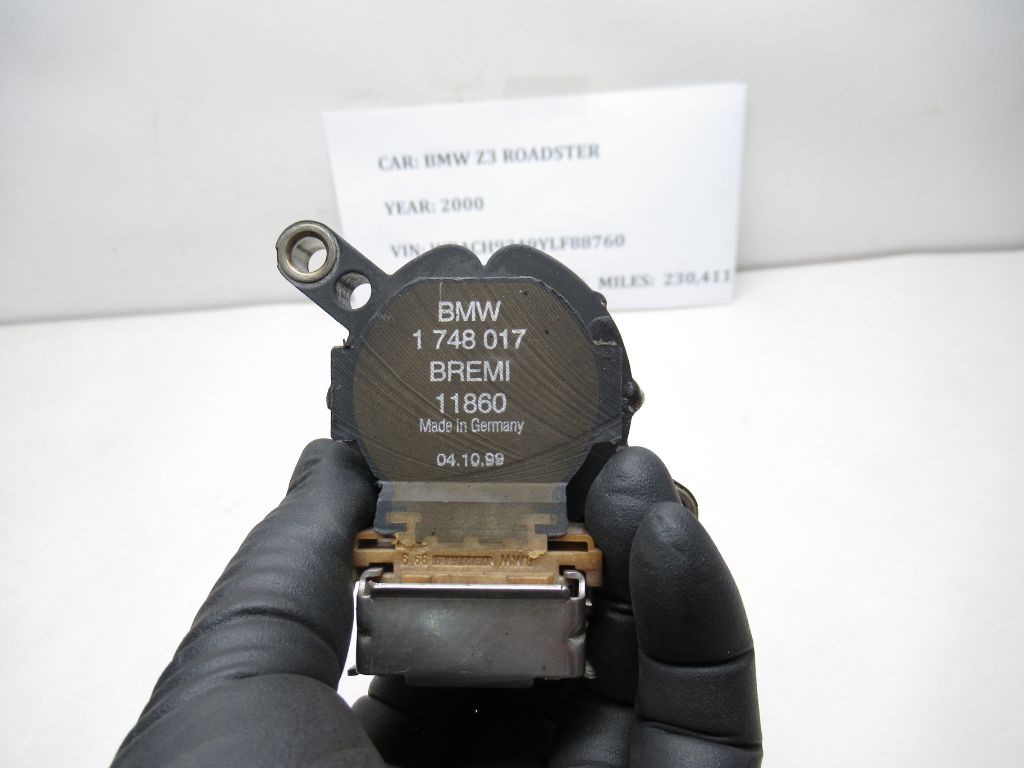 CAR: BMW Z3 ROADSTER
YEAR: 2000
VIN:
MILES: 230,411
BMW
1 748 017
BREMI
11860
Made in Germany
04.10.99